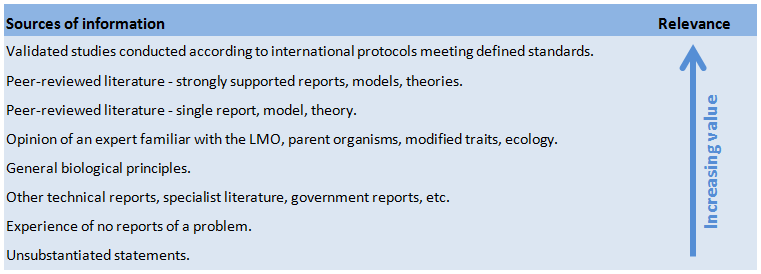 Sources of information Relevance
Validated studies conducted according to international protocols meeting defined standards.
Peer-reviewed literature - strongly supported reports, models, theories.
Peer-reviewed literature - single report, model, theory.
Opinion of an expert familiar with the LMO, parent organisms, modified traits, ecology.
General biological principles.
Other technical reports, specialist literature, government reports, etc.
Experience of no reports of a problem.
Unsubstantiated statements.
Increasing value